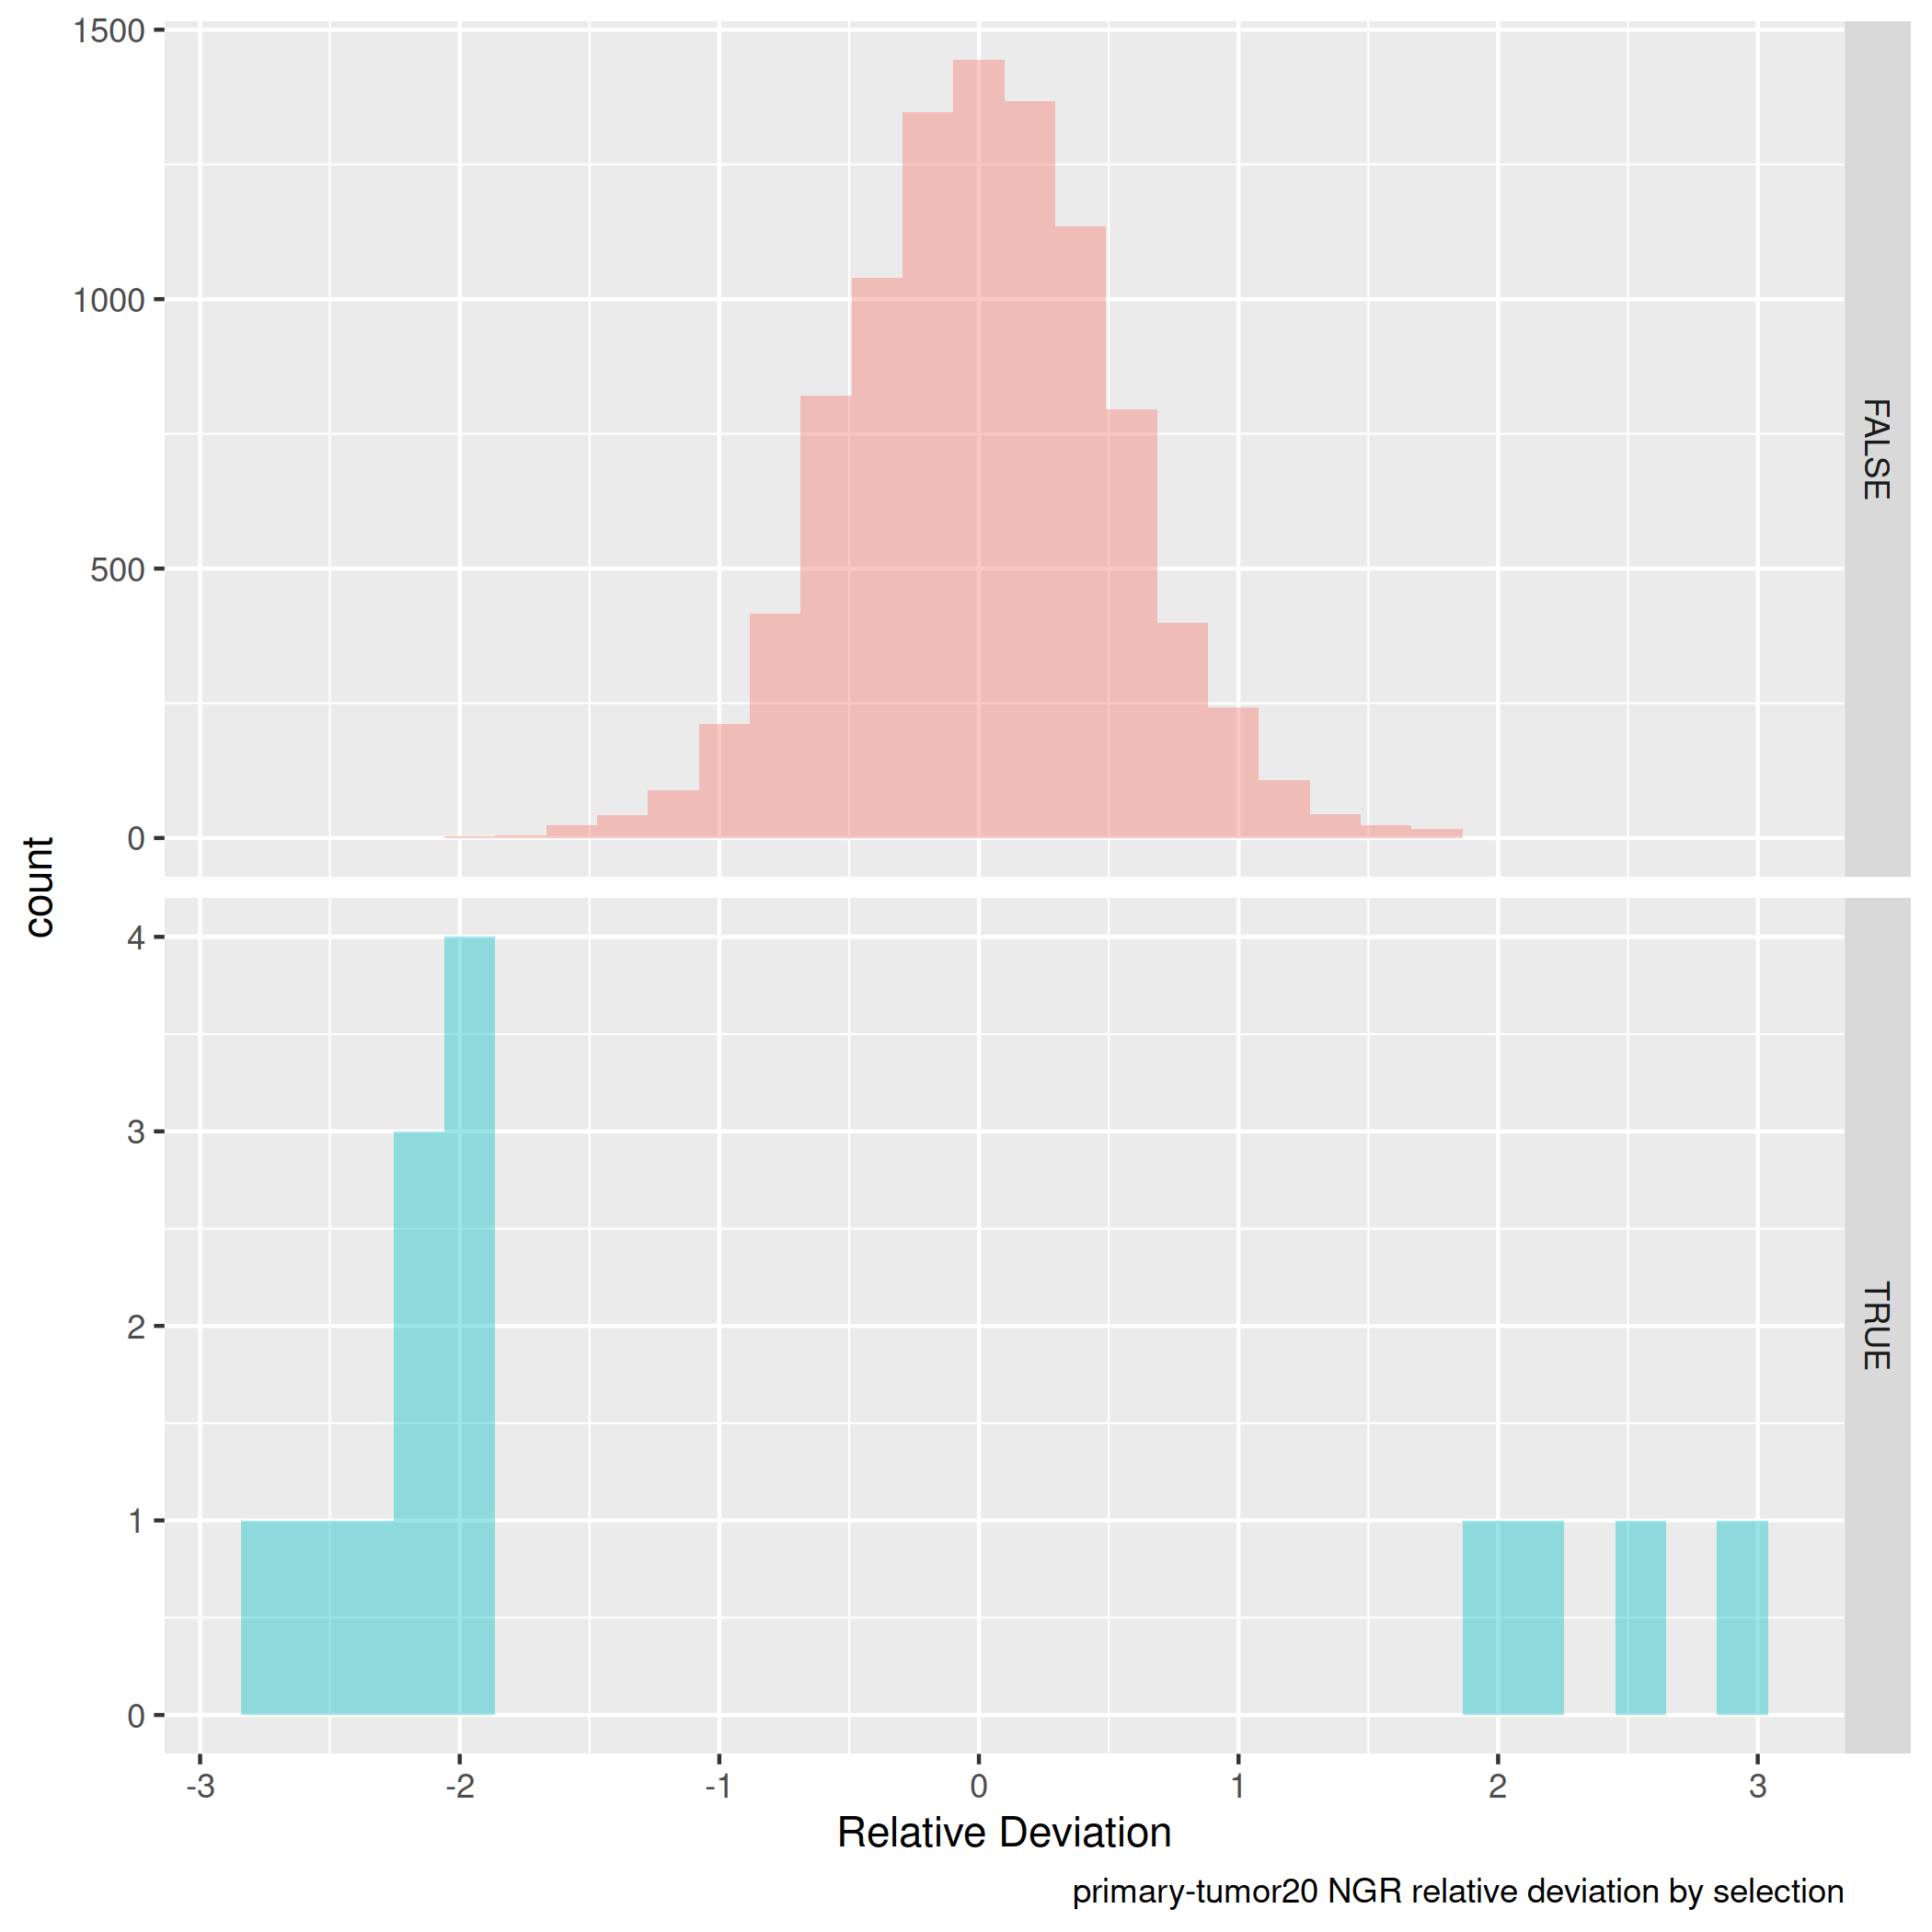 1500
1000
500
0
FALSE
count
4
3
2
1
0
TRUE
-3 -2 -1 0 1 2 3
Relative Deviation
primary-tumor20 NGR relative deviation by selection